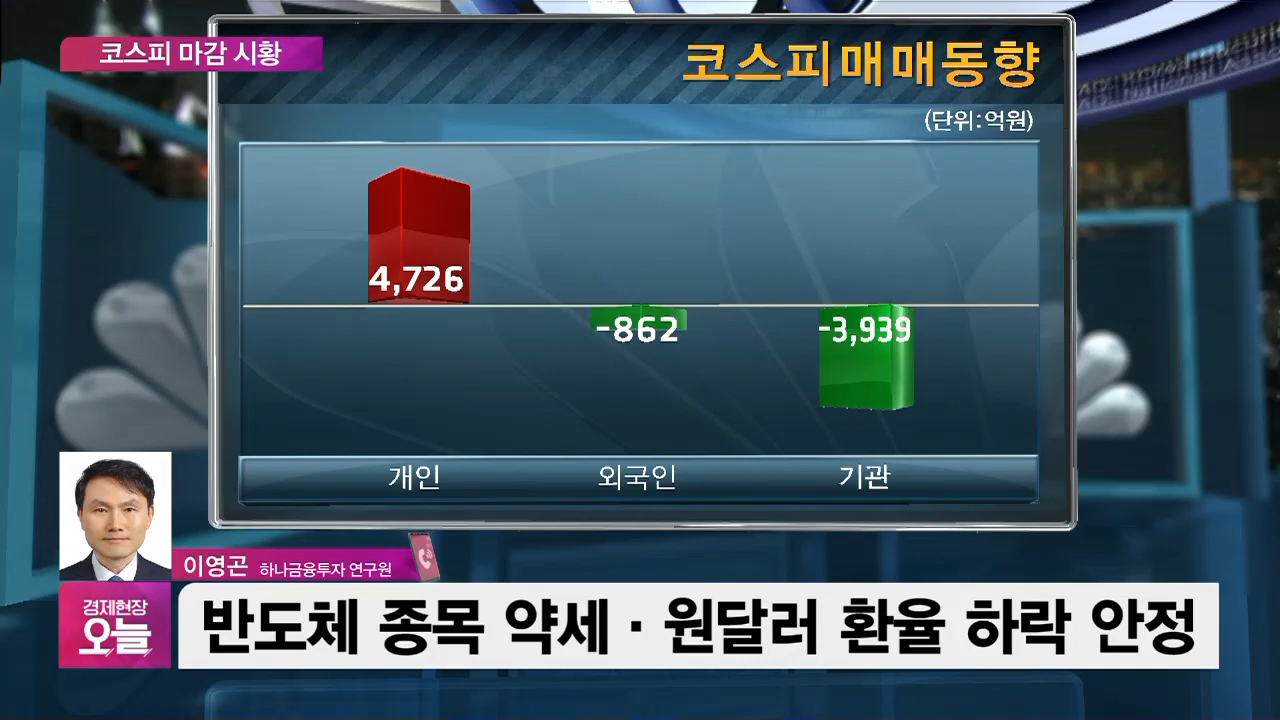 코스피 마감 시황
코스피매매동향
(단위:억원)
4,726
-862
-3,939
개인
외국인
기관
이영곤 하나금융투자 연구원
경제현장
오늘
반도체 종목 약세·원달러 환율 하락 안정